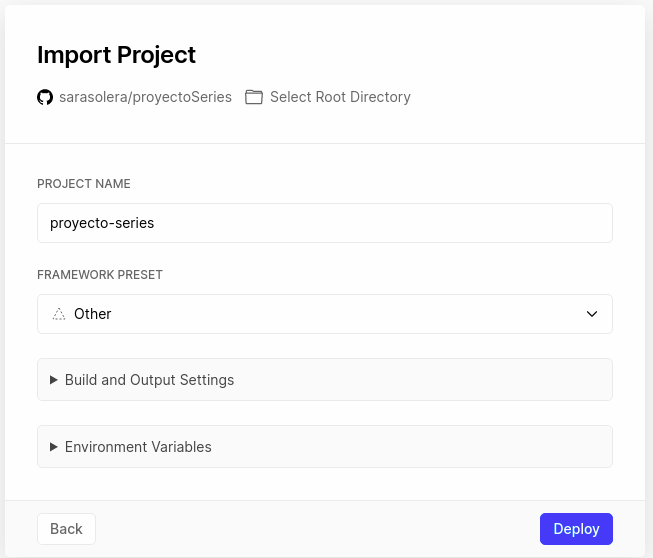 Import Project
sarasolera/proyectoSeries Select Root Directory
PROJECT NAME
proyecto-series
FRAMEWORK PRESET
Other
Build and Output Settings
Environment Variables
Back Deploy